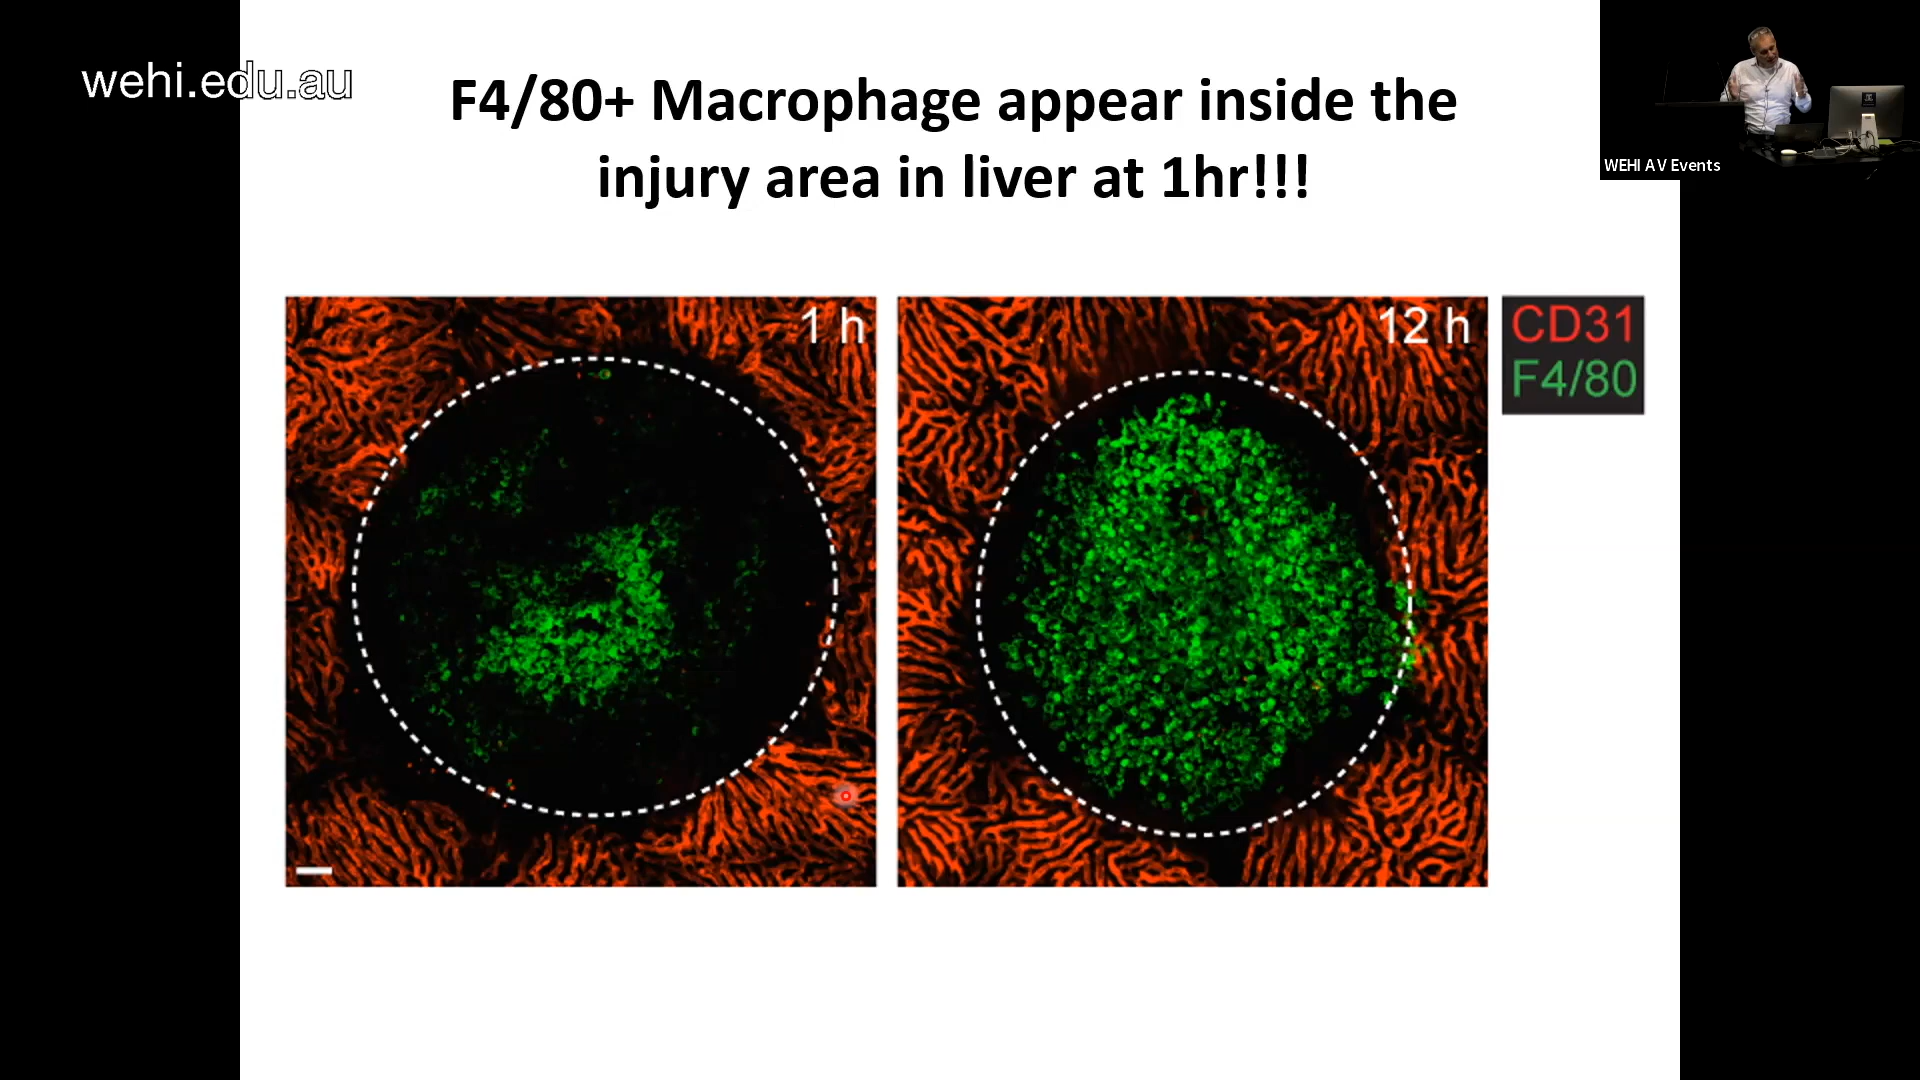 wehi.edu.au
F4/80+ Macrophage appear inside the
injury area in liver at 1hr!!!
WEHI AV Events
1 h
12 h
CD31
F4/80